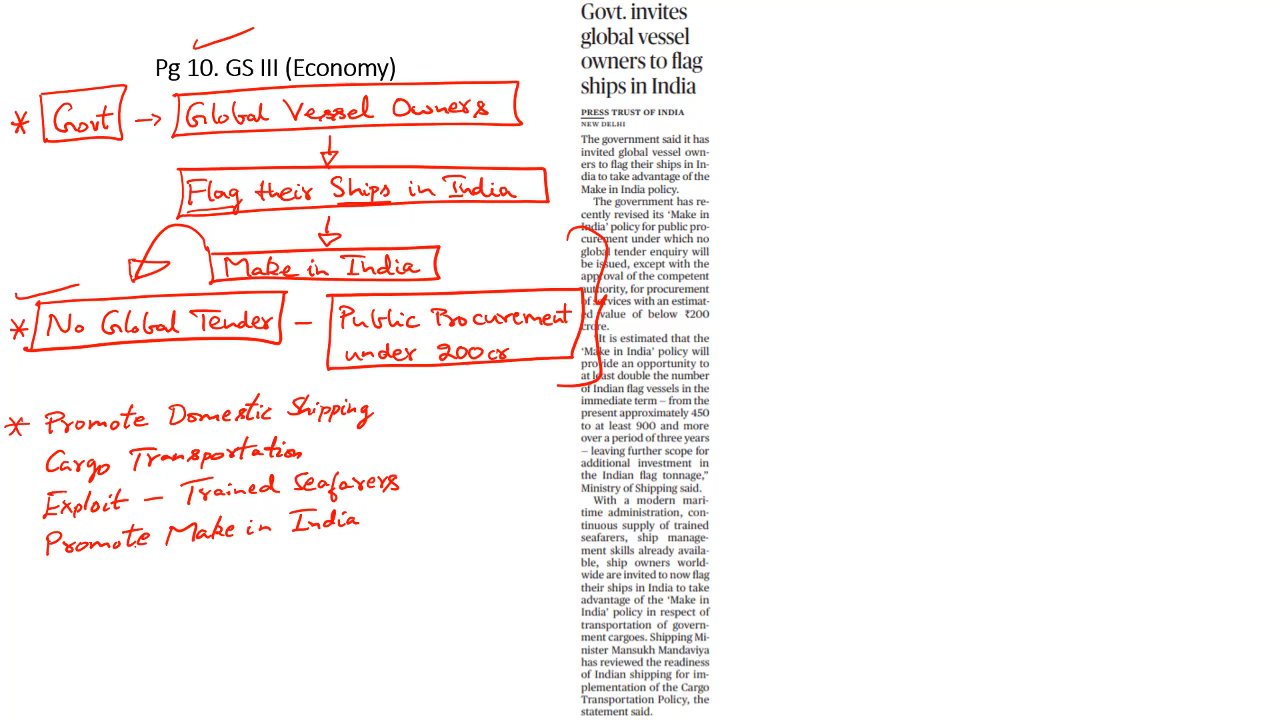 Pg 10. GS III (Economy)
* Govt → Global Vessel Owners
Flag their Ships in India
Make in India
* No Global Tender – Public Procurement
under 200cr
* Promote Domestic Shipping
Cargo Transportation
Exploit – Trained Seafarers
Promote Make in India
Govt. invites
global vessel
owners to flag
ships in India
PRESS TRUST OF INDIA
NEW DELHI
The government said it has
invited global vessel own-
ers to flag their ships in In-
dia to take advantage of the
Make in India policy.
The government has re-
cently revised its ‘Make in
India’ policy for public pro-
curement under which no
global tender enquiry will
be issued, except with the
approval of the competent
authority, for procurement
of services with an estimat-
ed value of below ₹200
crore.
“It is estimated that the
‘Make in India’ policy will
provide an opportunity to
at least double the number
of Indian flag vessels in the
immediate term – from the
present approximately 450
to at least 900 and more
over a period of three years
– leaving further scope for
additional investment in
the Indian flag tonnage,”
Ministry of Shipping said.
With a modern mari-
time administration, con-
tinuous supply of trained
seafarers, ship manage-
ment skills already availa-
ble, ship owners world-
wide are invited to now flag
their ships in India to take
advantage of the ‘Make in
India’ policy in respect of
transportation of govern-
ment cargoes. Shipping Mi-
nister Mansukh Mandaviya
has reviewed the readiness
of Indian shipping for im-
plementation of the Cargo
Transportation Policy, the
statement said.